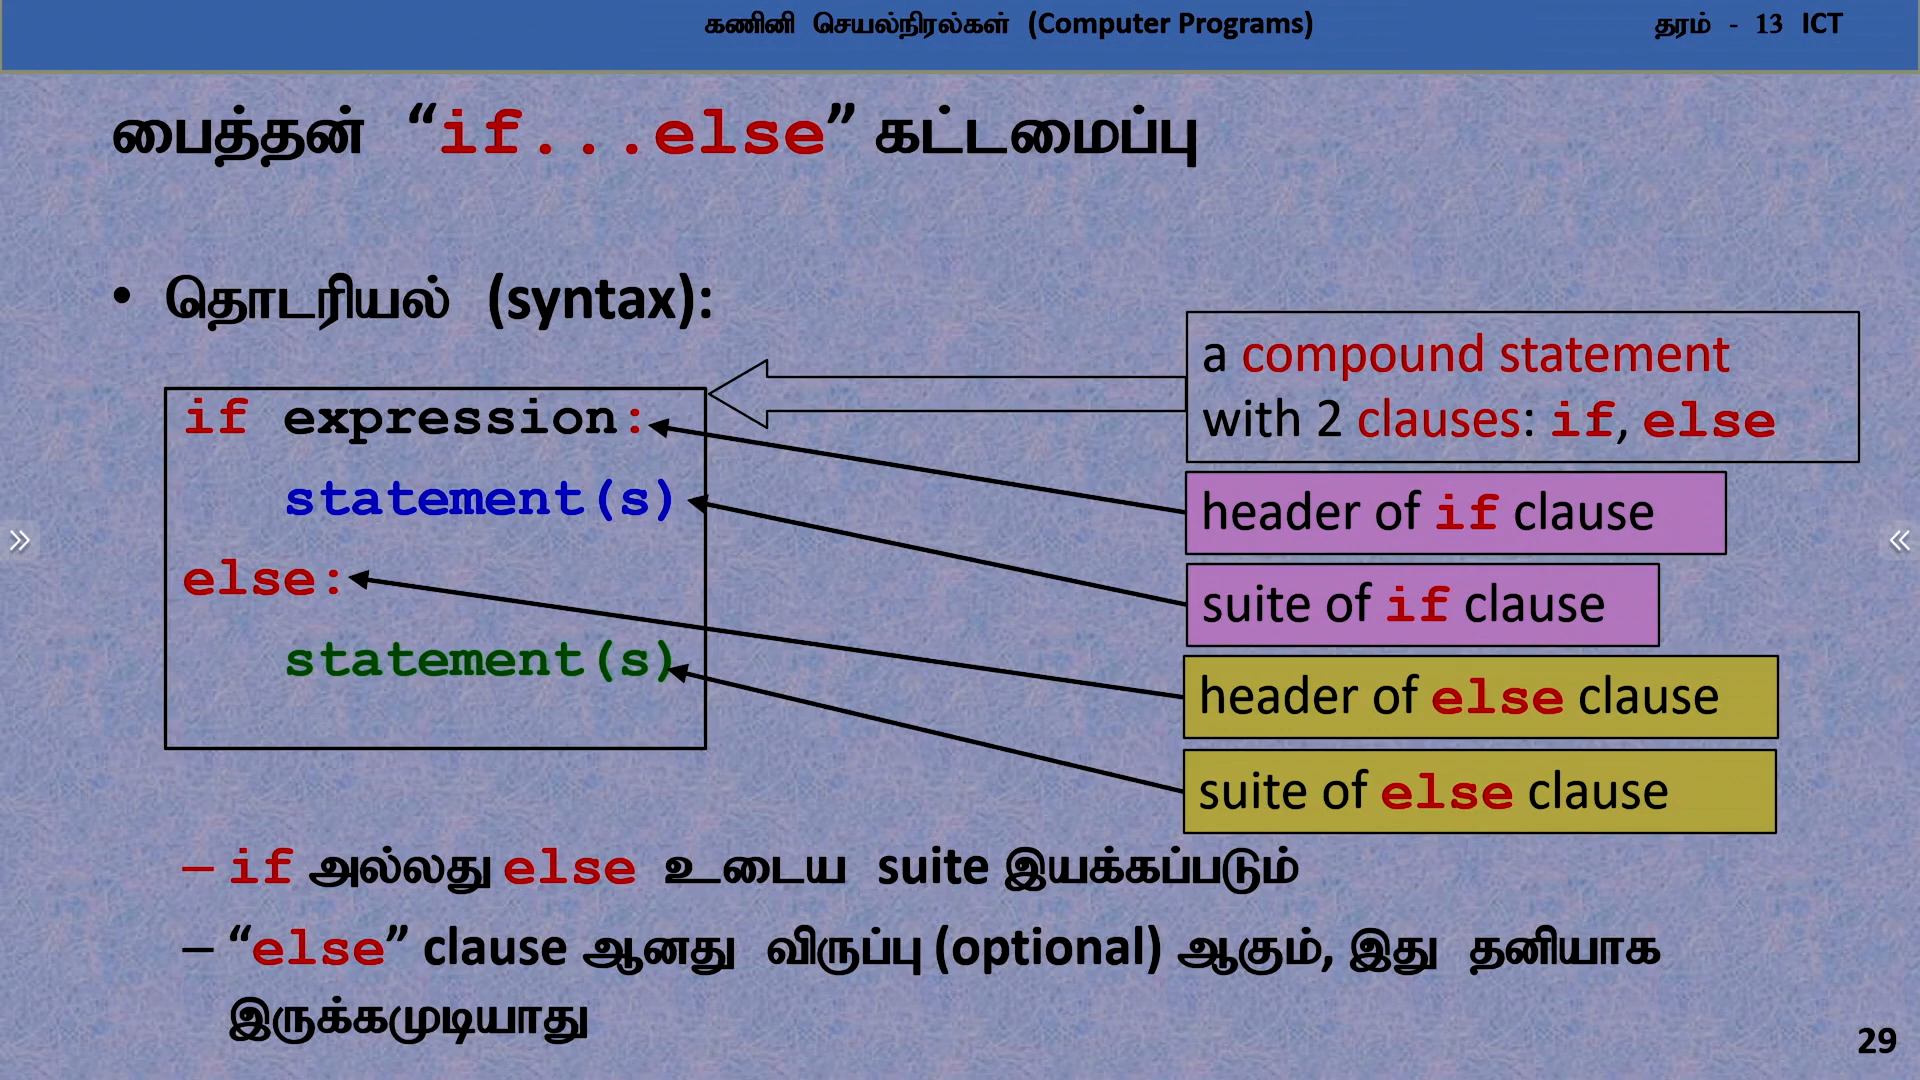 கணினி செயல்நிரல்கள் (Computer Programs) தரம் - 13 ICT
பைத்தன் “if...else” கட்டமைப்பு
• தொடரியல் (syntax):
if expression:
statement(s)
else:
statement(s)
a compound statement
with 2 clauses: if, else
header of if clause
suite of if clause
header of else clause
suite of else clause
– if அல்லது else உடைய suite இயக்கப்படும்
– “else” clause ஆனது விருப்பு (optional) ஆகும், இது தனியாக
இருக்கமுடியாது
29